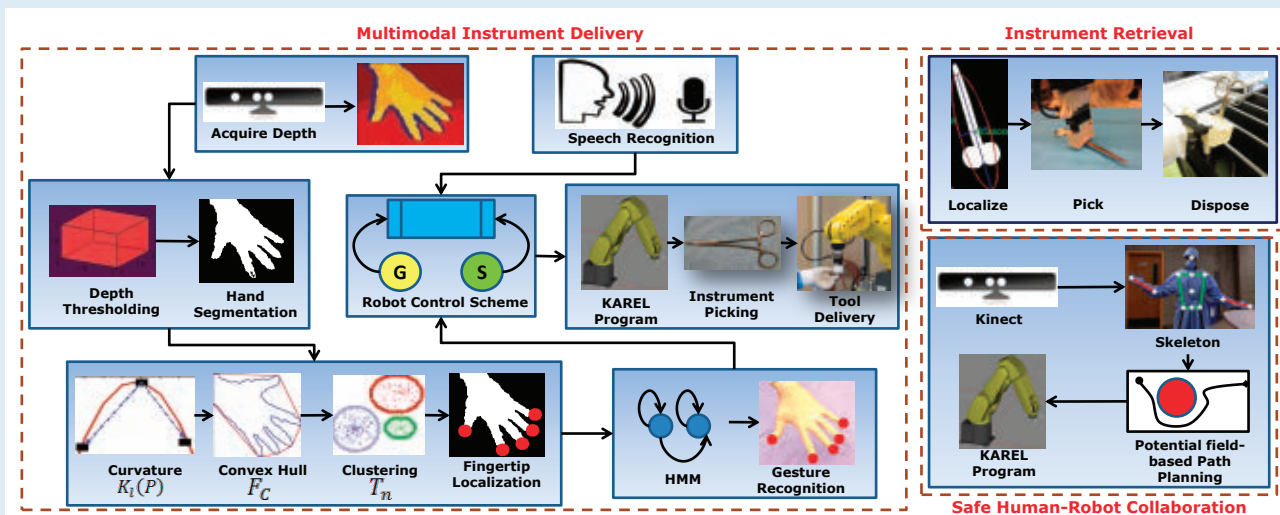 Multimodal Instrument Delivery
Acquire Depth
Speech Recognition
Depth
Thresholding
Hand
Segmentation
G
S
Robot Control Scheme
KAREL
Program
Instrument
Picking
Tool
Delivery
Curvature
K_i(P)
Convex Hull
F_C
Clustering
T_n
Fingertip
Localization
HMM
Gesture
Recognition
Instrument Retrieval
Localize
Pick
Dispose
Kinect
Skeleton
KAREL
Program
Potential field-
based Path
Planning
Safe Human-Robot Collaboration